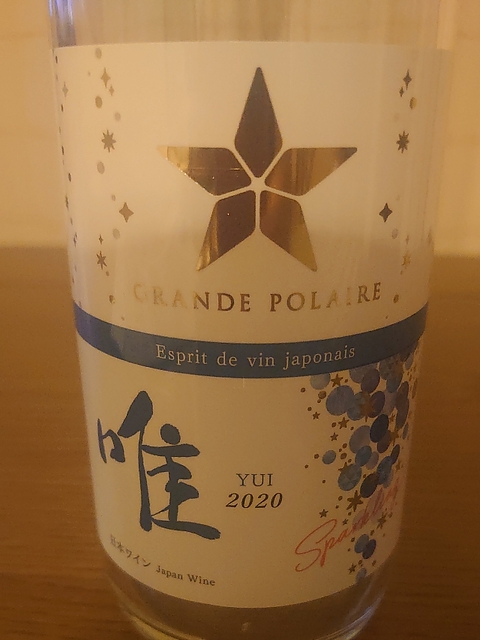 GRANDE POLAIRE
Esprit de vin japonais
唯
YUI
2020
Sparkling
日本ワイン Japan Wine